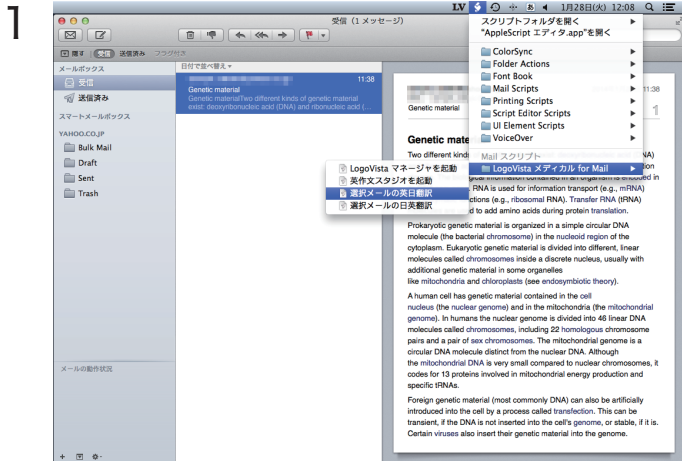 1
LV あ 1月28日(火) 12:08
受信 (1 メッセージ)
隠す 受信 送信済み フラグ付き
メールボックス
受信
送信済み
スマートメールボックス
YAHOO.CO.JP
Bulk Mail
Draft
Sent
Trash
メールの動作状況
日付で並べ替え
11:38
Genetic material
Genetic materialTwo different kinds of genetic material
exist: deoxyribonucleic acid (DNA) and ribonucleic acid (…
スクリプトフォルダを開く
"AppleScript エディタ.app"を開く
ColorSync
Folder Actions
Font Book
Mail Scripts
Printing Scripts
Script Editor Scripts
UI Element Scripts
VoiceOver
Mail スクリプト
LogoVista メディカル for Mail
LogoVista マネージャを起動
英作文スタジオを起動
選択メールの英日翻訳
選択メールの日英翻訳
11:38
Genetic material
1
Genetic mate
Two different kind
NA)
tion
contained in an organism is encoded in
RNA is used for information transport (e.g., mRNA)
ctions (e.g., ribosomal RNA). Transfer RNA (tRNA)
d to add amino acids during protein translation.
Prokaryotic genetic material is organized in a simple circular DNA
molecule (the bacterial chromosome) in the nucleoid region of the
cytoplasm. Eukaryotic genetic material is divided into different, linear
molecules called chromosomes inside a discrete nucleus, usually with
additional genetic material in some organelles
like mitochondria and chloroplasts (see endosymbiotic theory).
A human cell has genetic material contained in the cell
nucleus (the nuclear genome) and in the mitochondria (the mitochondrial
genome). In humans the nuclear genome is divided into 46 linear DNA
molecules called chromosomes, including 22 homologous chromosome
pairs and a pair of sex chromosomes. The mitochondrial genome is a
circular DNA molecule distinct from the nuclear DNA. Although
the mitochondrial DNA is very small compared to nuclear chromosomes, it
codes for 13 proteins involved in mitochondrial energy production and
specific tRNAs.
Foreign genetic material (most commonly DNA) can also be artificially
introduced into the cell by a process called transfection. This can be
transient, if the DNA is not inserted into the cell's genome, or stable, if it is.
Certain viruses also insert their genetic material into the genome.